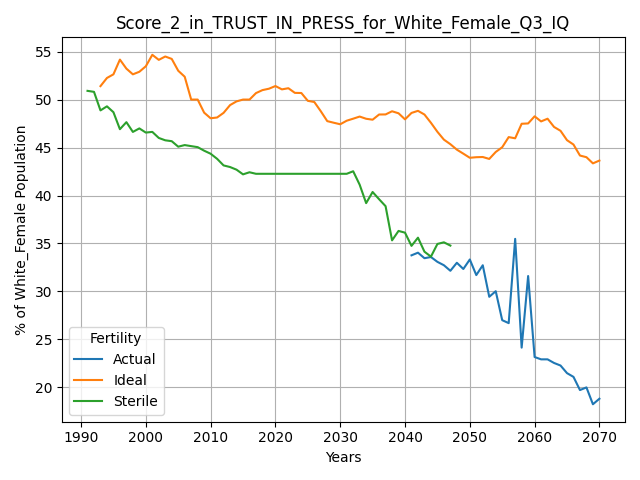 Score_2_in_TRUST_IN_PRESS_for_White_Female_Q3_IQ
% of White_Female Population
55
50
45
40
35
30
25
20
Fertility
Actual
Ideal
Sterile
1990 2000 2010 2020 2030 2040 2050 2060 2070
Years